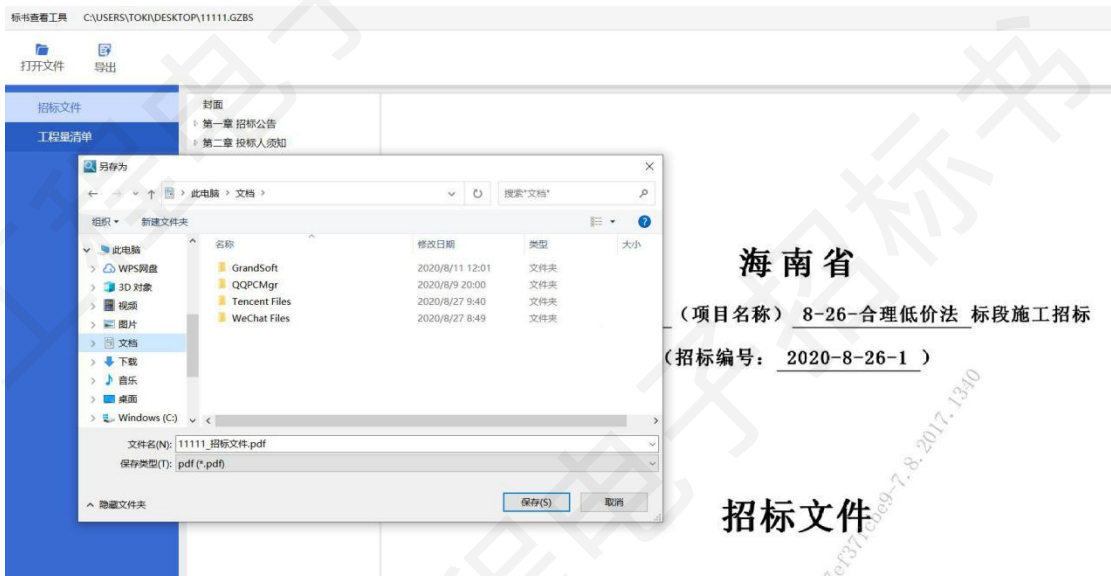 标书查看工具 C:\USERS\TOKI\DESKTOP\11111.GZBS
打开文件 导出
招标文件
工程量清单
封面
第一章 招标公告
第二章 投标人须知
另存为
此电脑 > 文档 >
搜索"文档"
组织 新建文件夹
名称 修改日期 类型 大小
此电脑
WPS网盘
3D 对象
视频
图片
文档
下载
音乐
桌面
Windows (C:)
GrandSoft 2020/8/11 12:01 文件夹
QQPCMgr 2020/8/9 20:00 文件夹
Tencent Files 2020/8/27 9:40 文件夹
WeChat Files 2020/8/27 8:49 文件夹
文件名(N): 11111_招标文件.pdf
保存类型(T): pdf (*.pdf)
隐藏文件夹
保存(S) 取消
海南省
(项目名称) 8-26-合理低价法 标段施工招标
(招标编号: 2020-8-26-1 )
招标文件
工程电子招标书